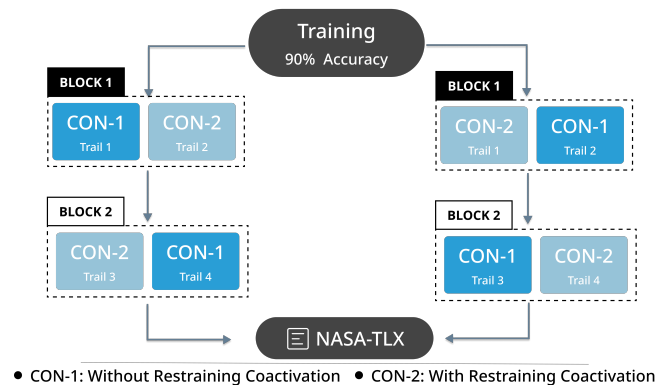 Training
90% Accuracy
BLOCK 1
CON-1
Trail 1
CON-2
Trail 2
BLOCK 1
CON-2
Trail 1
CON-1
Trail 2
BLOCK 2
CON-2
Trail 3
CON-1
Trail 4
BLOCK 2
CON-1
Trail 3
CON-2
Trail 4
NASA-TLX
• CON-1: Without Restraining Coactivation • CON-2: With Restraining Coactivation